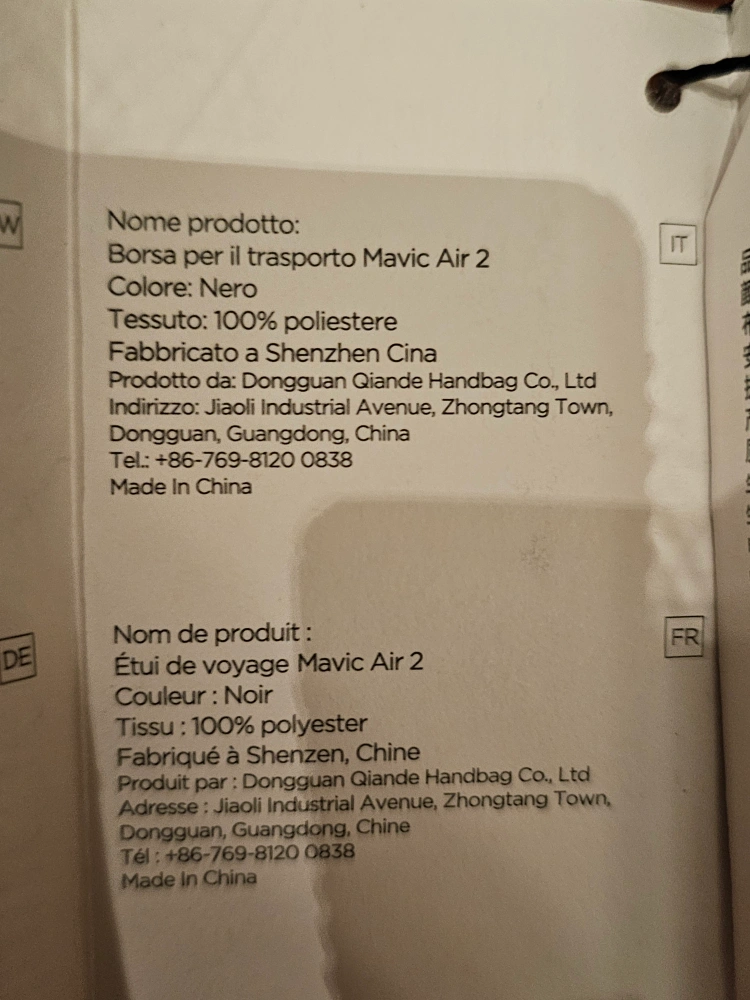 Nome prodotto:
Borsa per il trasporto Mavic Air 2
Colore: Nero
Tessuto: 100% poliestere
Fabbricato a Shenzhen Cina
Prodotto da: Dongguan Qiande Handbag Co., Ltd
Indirizzo: Jiaoli Industrial Avenue, Zhongtang Town,
Dongguan, Guangdong, China
Tel.: +86-769-8120 0838
Made In China
IT
Nom de produit :
Étui de voyage Mavic Air 2
Couleur : Noir
Tissu : 100% polyester
Fabriqué à Shenzen, Chine
Produit par : Dongguan Qiande Handbag Co., Ltd
Adresse : Jiaoli Industrial Avenue, Zhongtang Town,
Dongguan, Guangdong, Chine
Tél : +86-769-8120 0838
Made In China
FR
DE